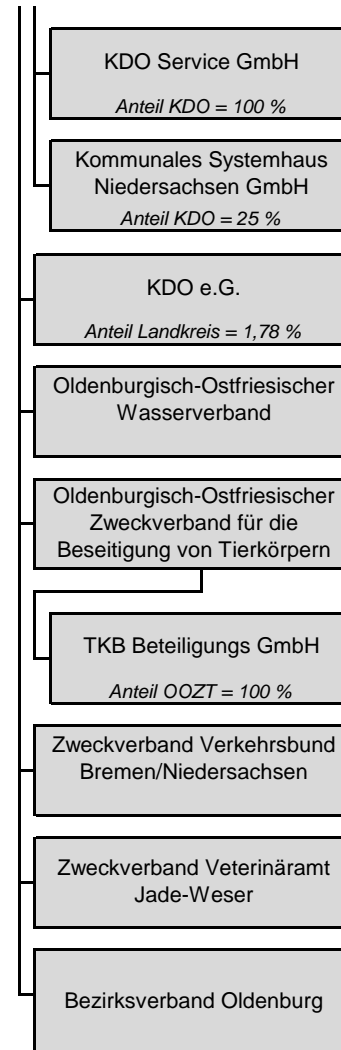 KDO Service GmbH
Anteil KDO = 100 %
Kommunales Systemhaus
Niedersachsen GmbH
Anteil KDO = 25 %
KDO e.G.
Anteil Landkreis = 1,78 %
Oldenburgisch-Ostfriesischer
Wasserverband
Oldenburgisch-Ostfriesischer
Zweckverband für die
Beseitigung von Tierkörpern
TKB Beteiligungs GmbH
Anteil OOZT = 100 %
Zweckverband Verkehrsbund
Bremen/Niedersachsen
Zweckverband Veterinäramt
Jade-Weser
Bezirksverband Oldenburg